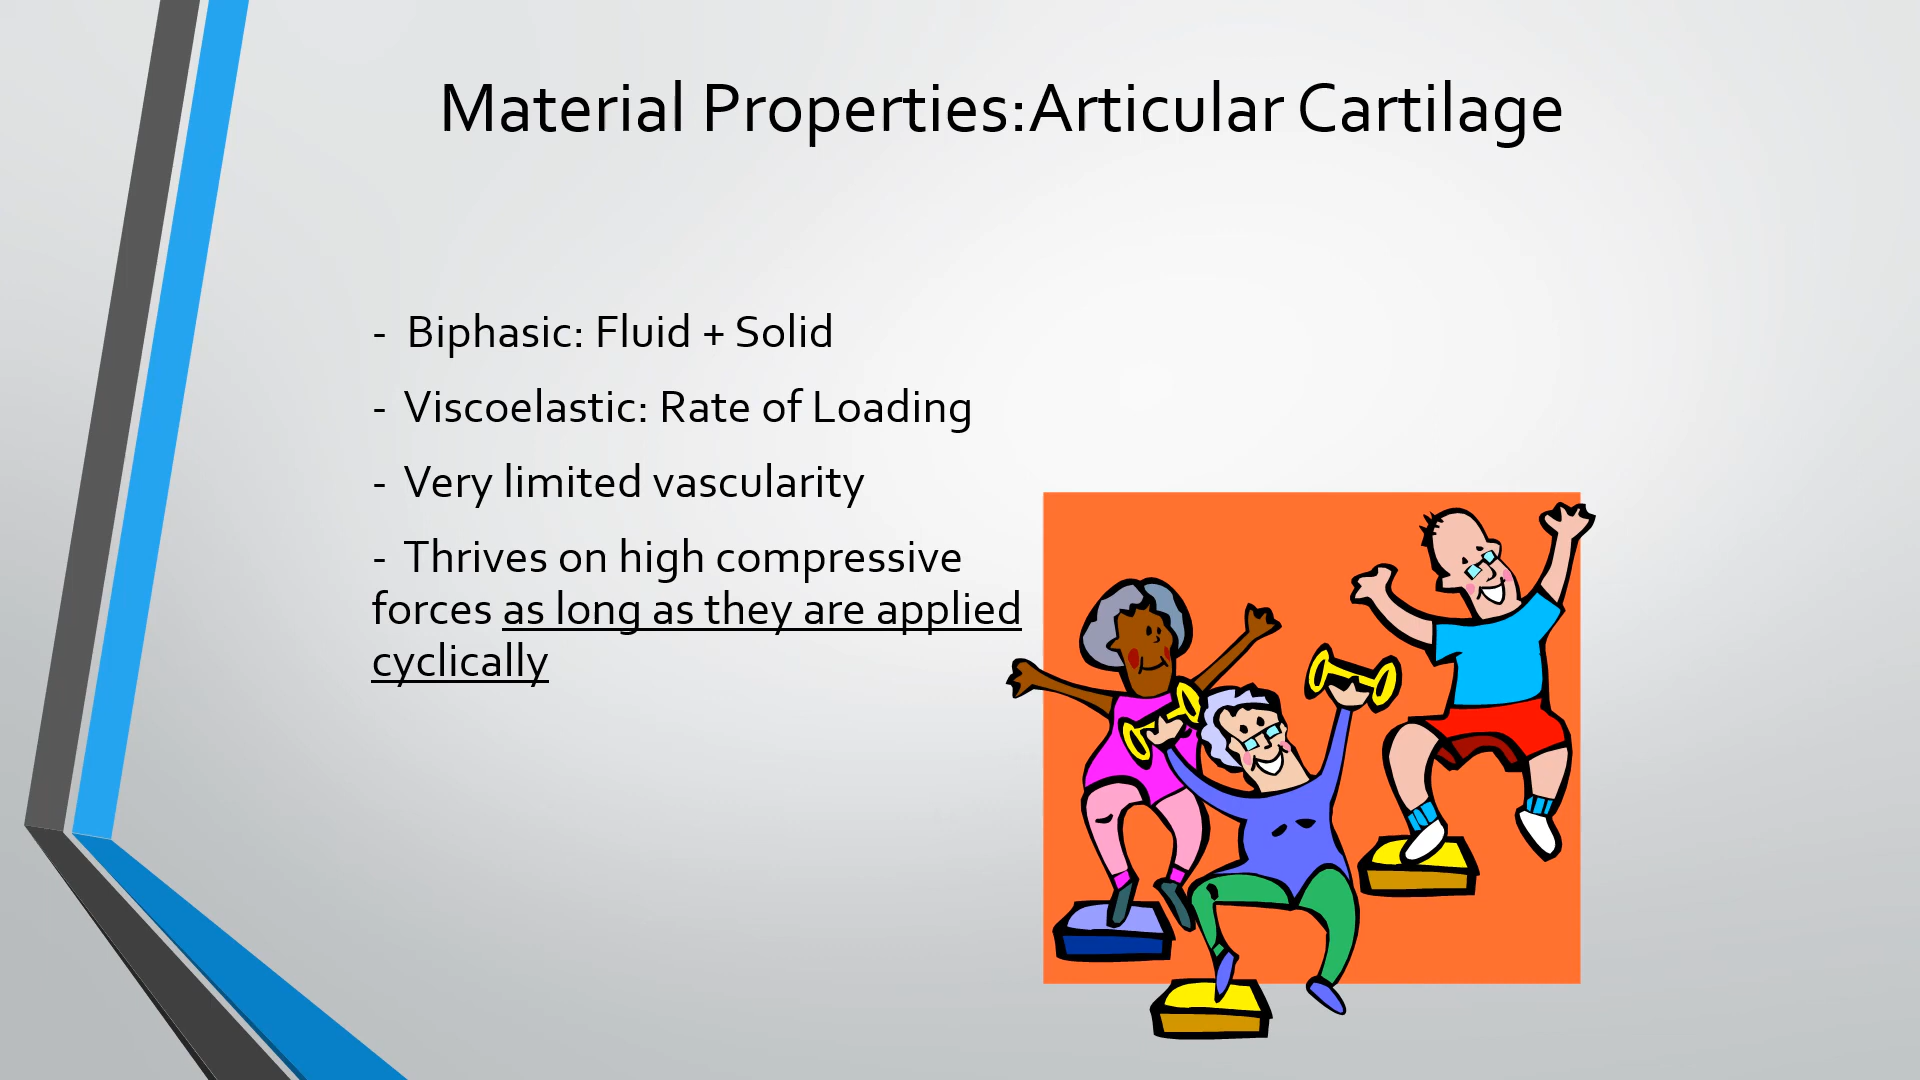 Material Properties:Articular Cartilage
- Biphasic: Fluid + Solid
- Viscoelastic: Rate of Loading
- Very limited vascularity
- Thrives on high compressive
forces as long as they are applied
cyclically